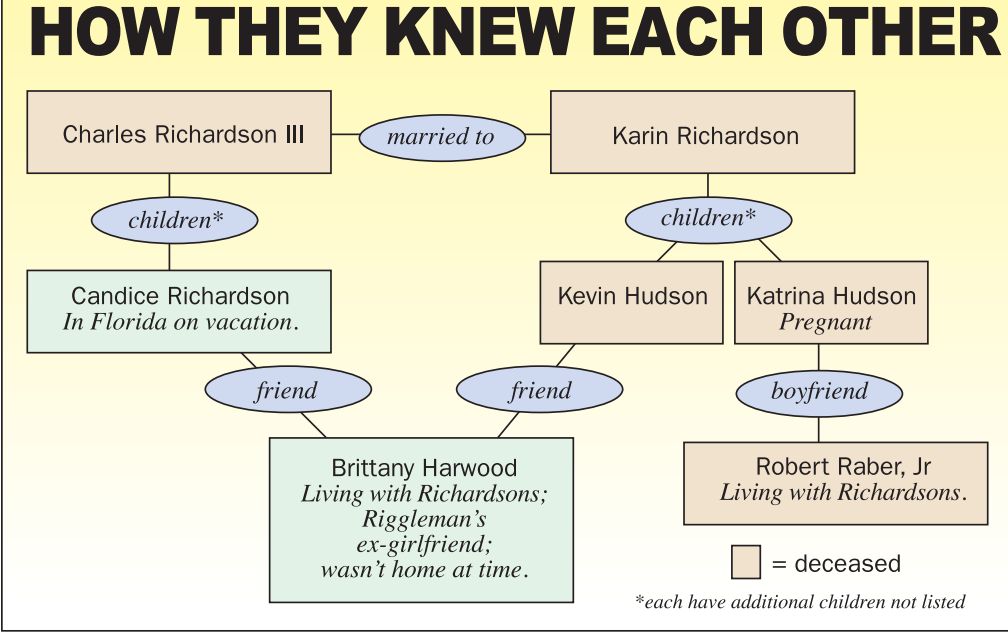 HOW THEY KNEW EACH OTHER
Charles Richardson III
married to
Karin Richardson
children*
children*
Candice Richardson
In Florida on vacation.
Kevin Hudson
Katrina Hudson
Pregnant
friend
friend
boyfriend
Brittany Harwood
Living with Richardsons;
Riggleman's
ex-girlfriend;
wasn't home at time.
Robert Raber, Jr
Living with Richardsons.
= deceased
*each have additional children not listed